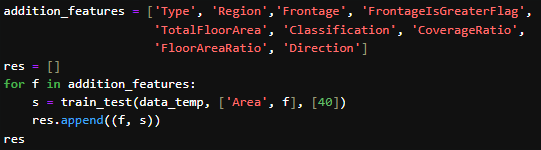 addition_features = ['Type', 'Region','Frontage', 'FrontageIsGreaterFlag',
'TotalFloorArea', 'Classification', 'CoverageRatio',
'FloorAreaRatio', 'Direction']
res = []
for f in addition_features:
s = train_test(data_temp, ['Area', f], [40])
res.append((f, s))
res